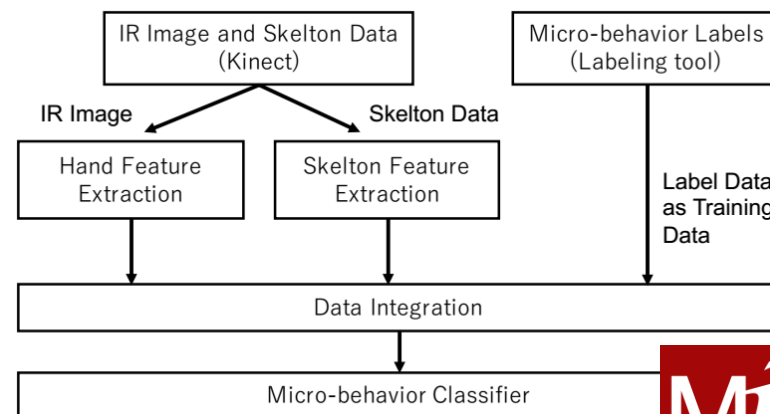 IR Image and Skelton Data
(Kinect)
Micro-behavior Labels
(Labeling tool)
IR Image
Skelton Data
Hand Feature
Extraction
Skelton Feature
Extraction
Label Data
as Training
Data
Data Integration
Micro-behavior Classifier